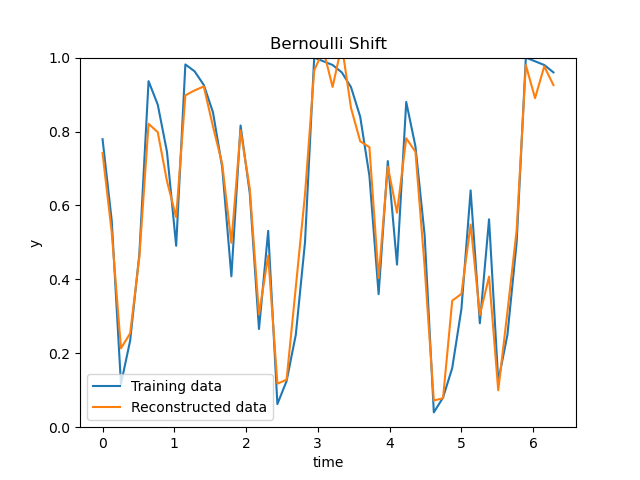 Bernoulli Shift
y
1.0
0.8
0.6
0.4
0.2
0.0
Training data
Reconstructed data
0 1 2 3 4 5 6
time